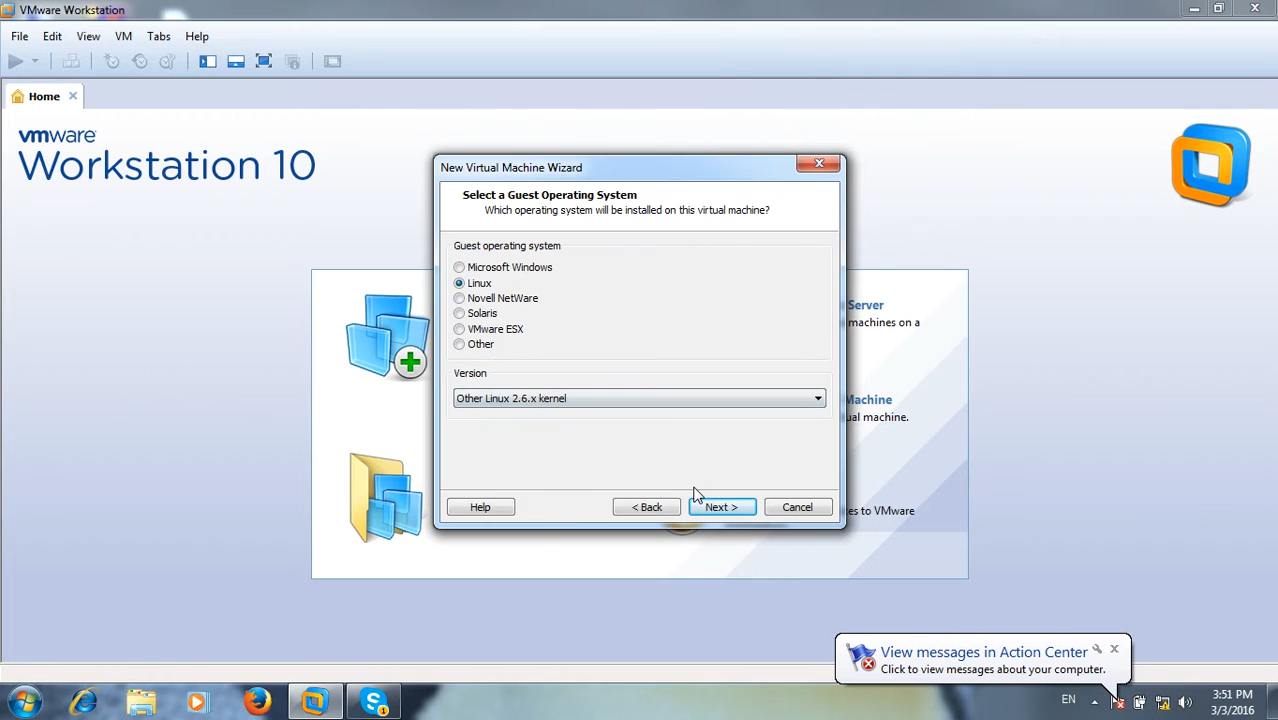 VMware Workstation
File Edit View VM Tabs Help
Home
vmware
Workstation 10
New Virtual Machine Wizard
Select a Guest Operating System
Which operating system will be installed on this virtual machine?
Guest operating system
Microsoft Windows
Linux
Novell NetWare
Solaris
VMware ESX
Other
Version
Other Linux 2.6.x kernel
Help
< Back
Next >
Cancel
Server
machines on a
Machine
ual machine.
es to VMware
View messages in Action Center
Click to view messages about your computer.
1
EN
3:51 PM
3/3/2016